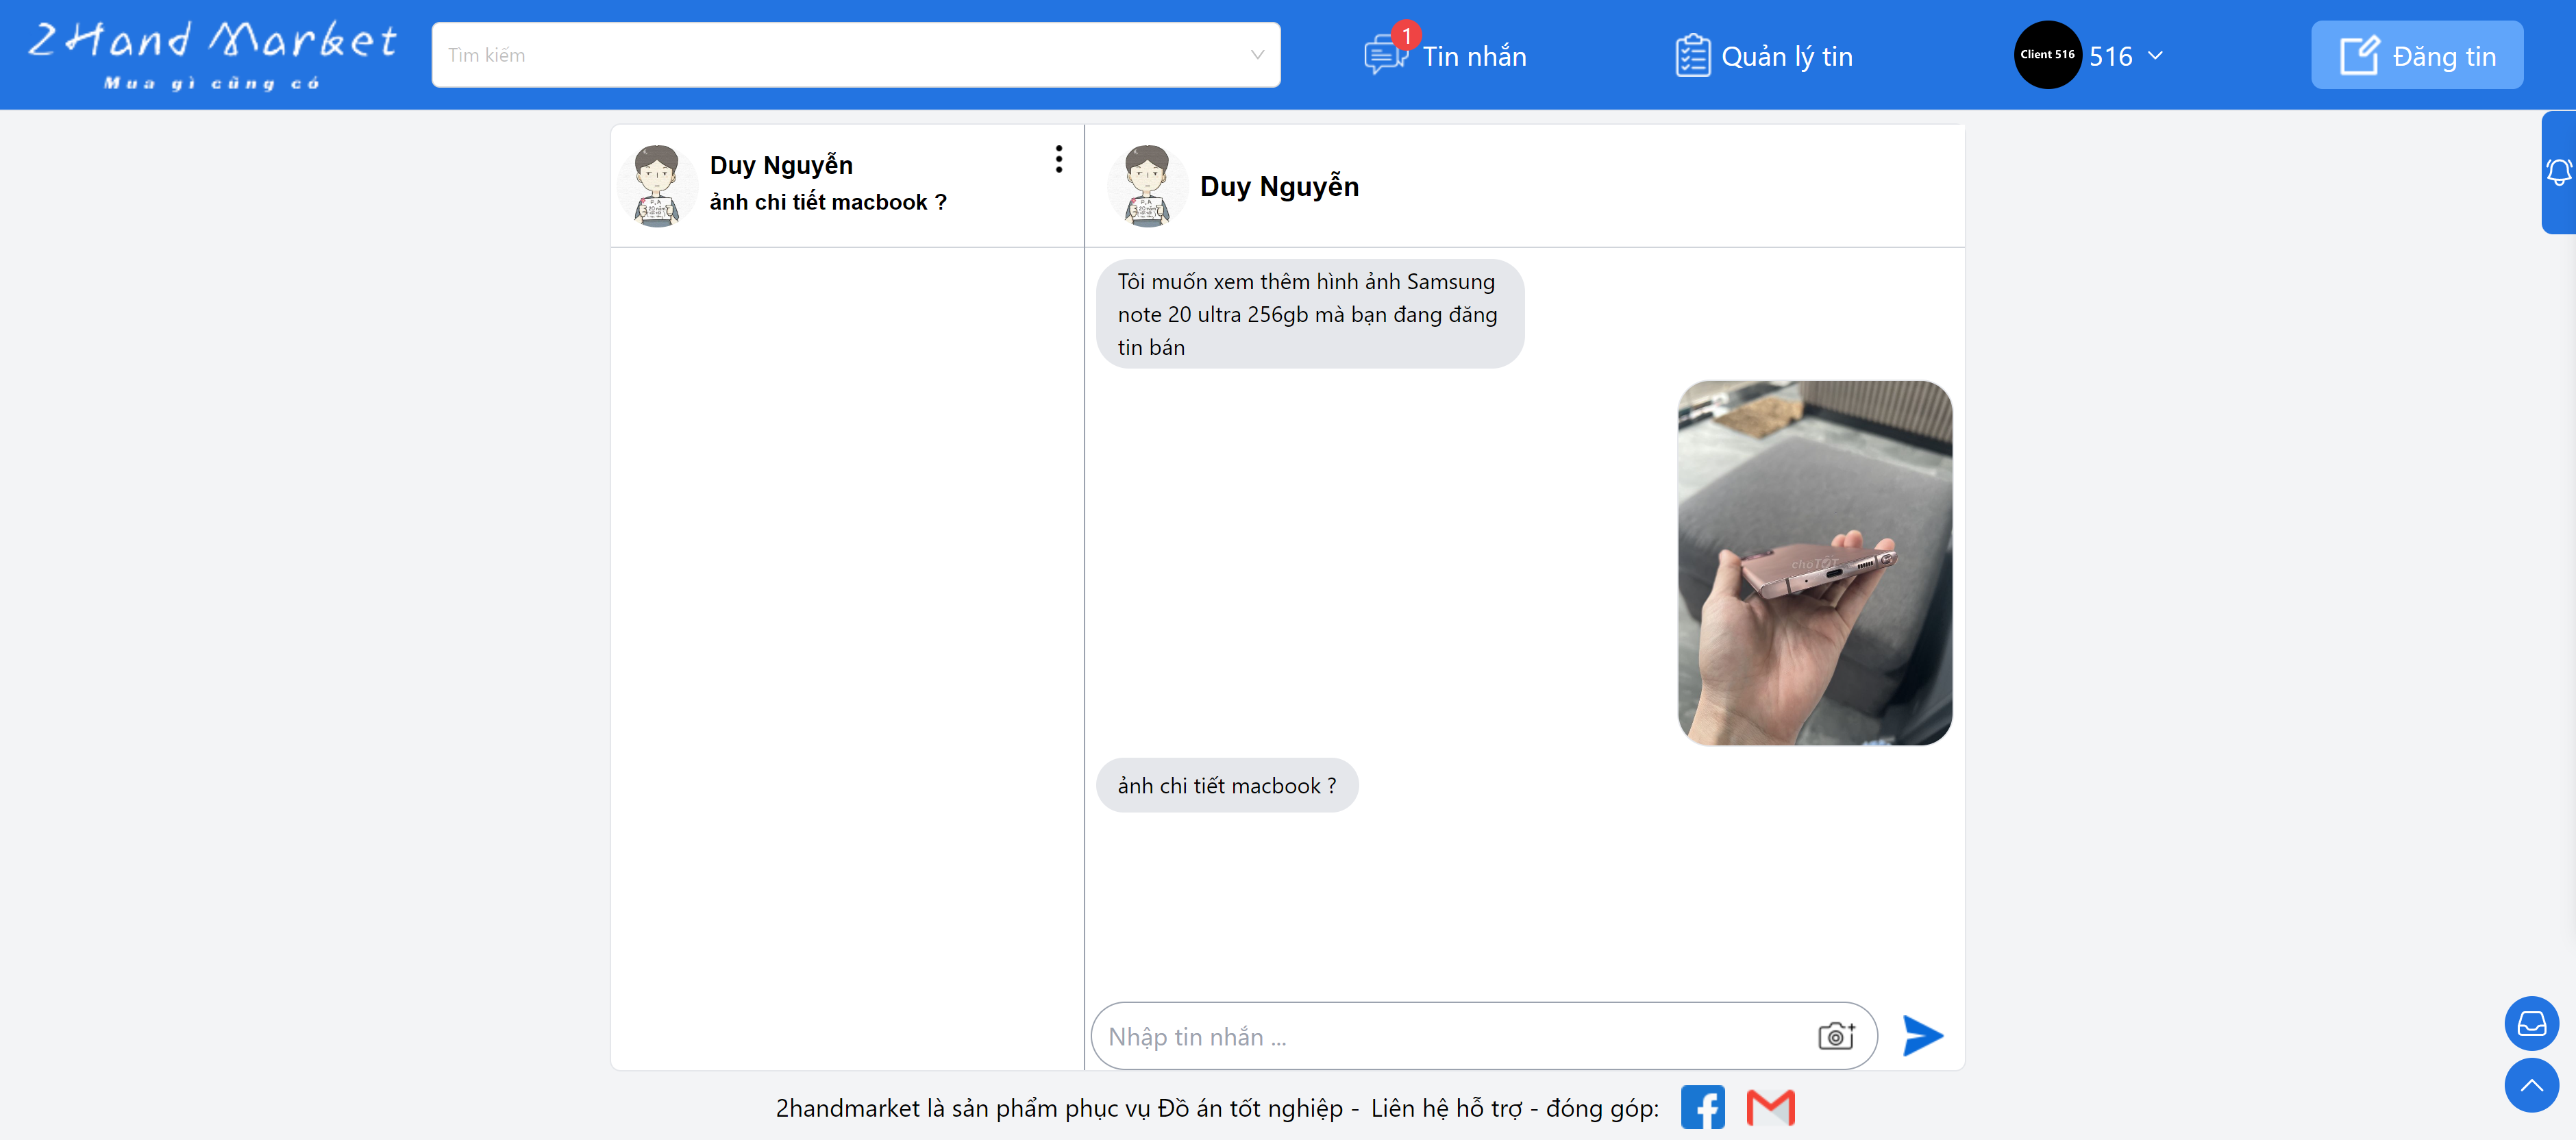 2Hand Market
Mua gì cũng có
Tìm kiếm
1
Tin nhắn
Quản lý tin
Client 516
516
Đăng tin
Duy Nguyễn
ảnh chi tiết macbook ?
Duy Nguyễn
Tôi muốn xem thêm hình ảnh Samsung
note 20 ultra 256gb mà bạn đang đăng
tin bán
choTỐT
ảnh chi tiết macbook ?
Nhập tin nhắn ...
2handmarket là sản phẩm phục vụ Đồ án tốt nghiệp - Liên hệ hỗ trợ - đóng góp: